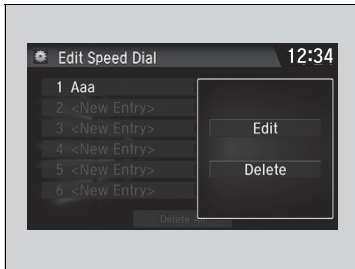 Edit Speed Dial
12:34
1 Aaa
2 <New Entry>
3 <New Entry>
4 <New Entry>
5 <New Entry>
6 <New Entry>
Edit
Delete
Delete